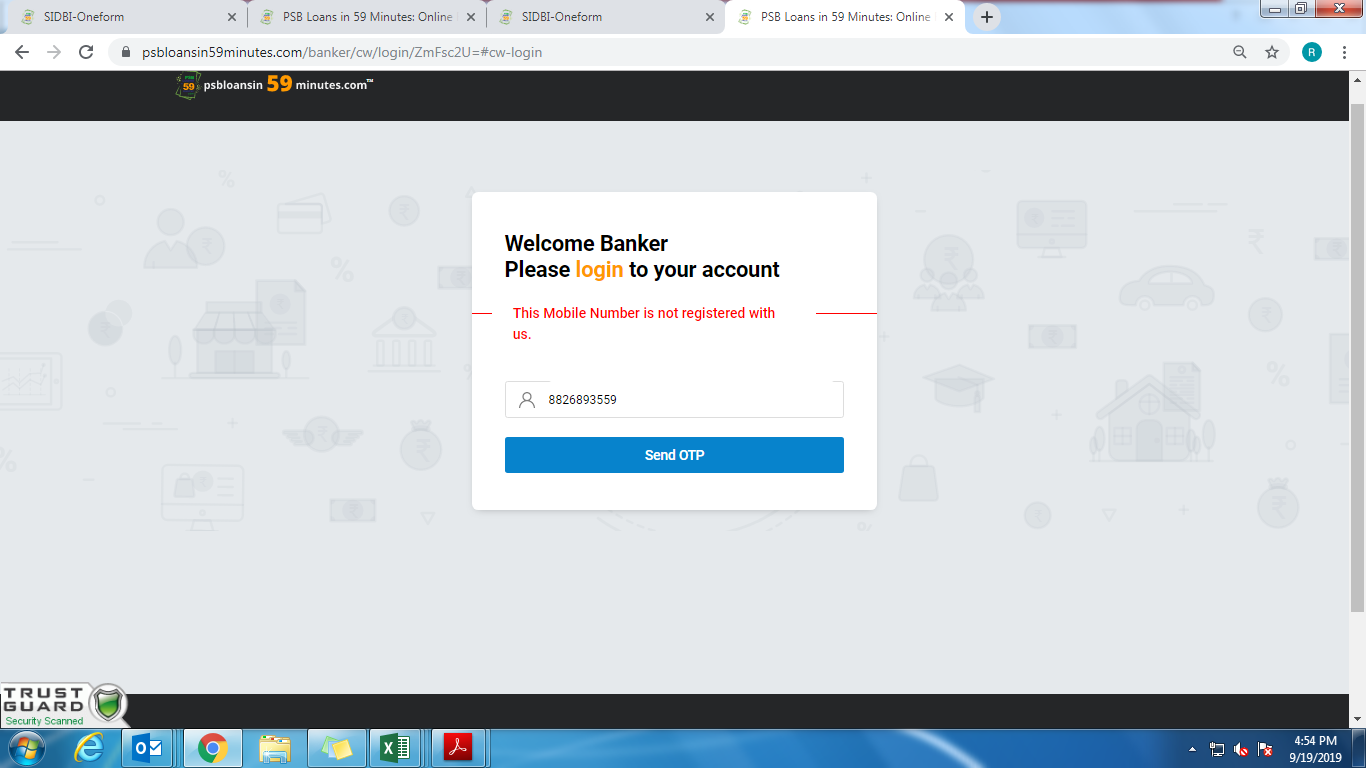 SIDBI-Oneform
PSB Loans in 59 Minutes: Online
SIDBI-Oneform
PSB Loans in 59 Minutes: Online
psbloansin59minutes.com/banker/cw/login/ZmFsc2U=#cw-login
R
PSB
59
psbloansin 59 minutes.com™
Welcome Banker
Please login to your account
This Mobile Number is not registered with
us.
8826893559
Send OTP
TRUST
GUARD
Security Scanned
4:54 PM
9/19/2019